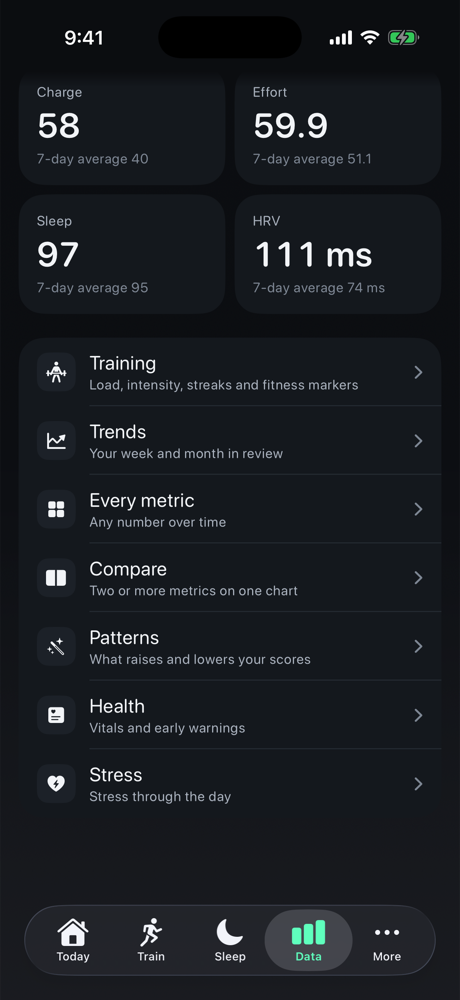 9:41
Charge
58
7-day average 40
Effort
59.9
7-day average 51.1
Sleep
97
7-day average 95
HRV
111 ms
7-day average 74 ms
Training
Load, intensity, streaks and fitness markers
Trends
Your week and month in review
Every metric
Any number over time
Compare
Two or more metrics on one chart
Patterns
What raises and lowers your scores
Health
Vitals and early warnings
Stress
Stress through the day
Today
Train
Sleep
Data
More